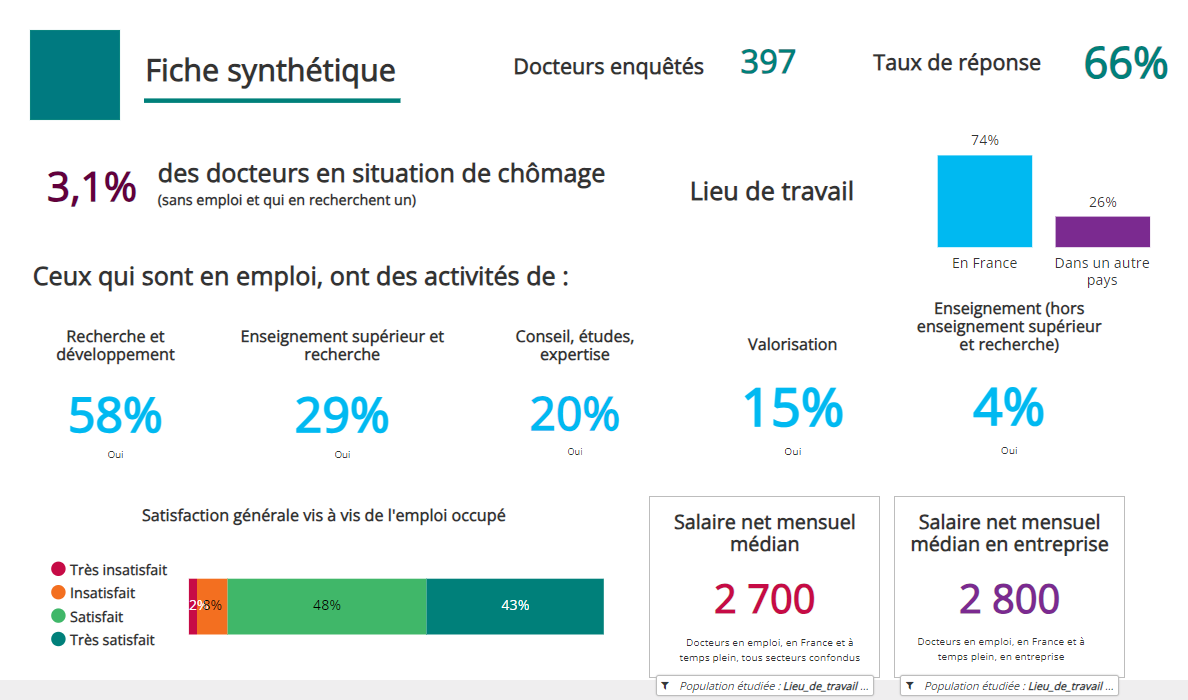 Fiche synthétique
Docteurs enquêtés
397
Taux de réponse
66%
3,1%
des docteurs en situation de chômage
(sans emploi et qui en recherchent un)
Lieu de travail
74%
26%
En France
Dans un autre
pays
Ceux qui sont en emploi, ont des activités de :
Recherche et
développement
58%
Oui
Enseignement supérieur et
recherche
29%
Oui
Conseil, études,
expertise
20%
Oui
Valorisation
15%
Oui
Enseignement (hors
enseignement supérieur
et recherche)
4%
Oui
Satisfaction générale vis à vis de l'emploi occupé
Très insatisfait
Insatisfait
Satisfait
Très satisfait
2%
8%
48%
43%
Salaire net mensuel
médian
2 700
Docteurs en emploi, en France et à
temps plein, tous secteurs confondus
Population étudiée : Lieu_de_travail ...
Salaire net mensuel
médian en entreprise
2 800
Docteurs en emploi, en France et à
temps plein, en entreprise
Population étudiée : Lieu_de_travail ...